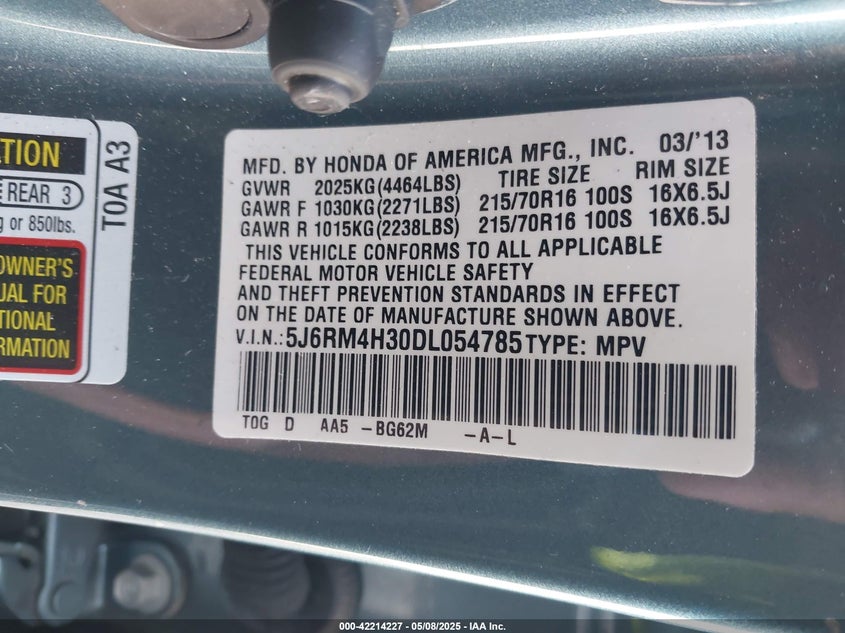 TION
REAR 3
g or 850lbs.
OWNER'S
UAL FOR
TIONAL
ORMATION
TOA A3
MFD. BY HONDA OF AMERICA MFG., INC. 03/'13
GVWR 2025KG(4464LBS) TIRE SIZE RIM SIZE
GAWR F 1030KG(2271LBS) 215/70R16 100S 16X6.5J
GAWR R 1015KG(2238LBS) 215/70R16 100S 16X6.5J
THIS VEHICLE CONFORMS TO ALL APPLICABLE
FEDERAL MOTOR VEHICLE SAFETY
AND THEFT PREVENTION STANDARDS IN EFFECT
ON THE DATE OF MANUFACTURE SHOWN ABOVE.
V.I.N.:5J6RM4H30DL054785 TYPE: MPV
TOG D AA5 -BG62M -A-L
000-42214227 - 05/08/2025 - IAA Inc.